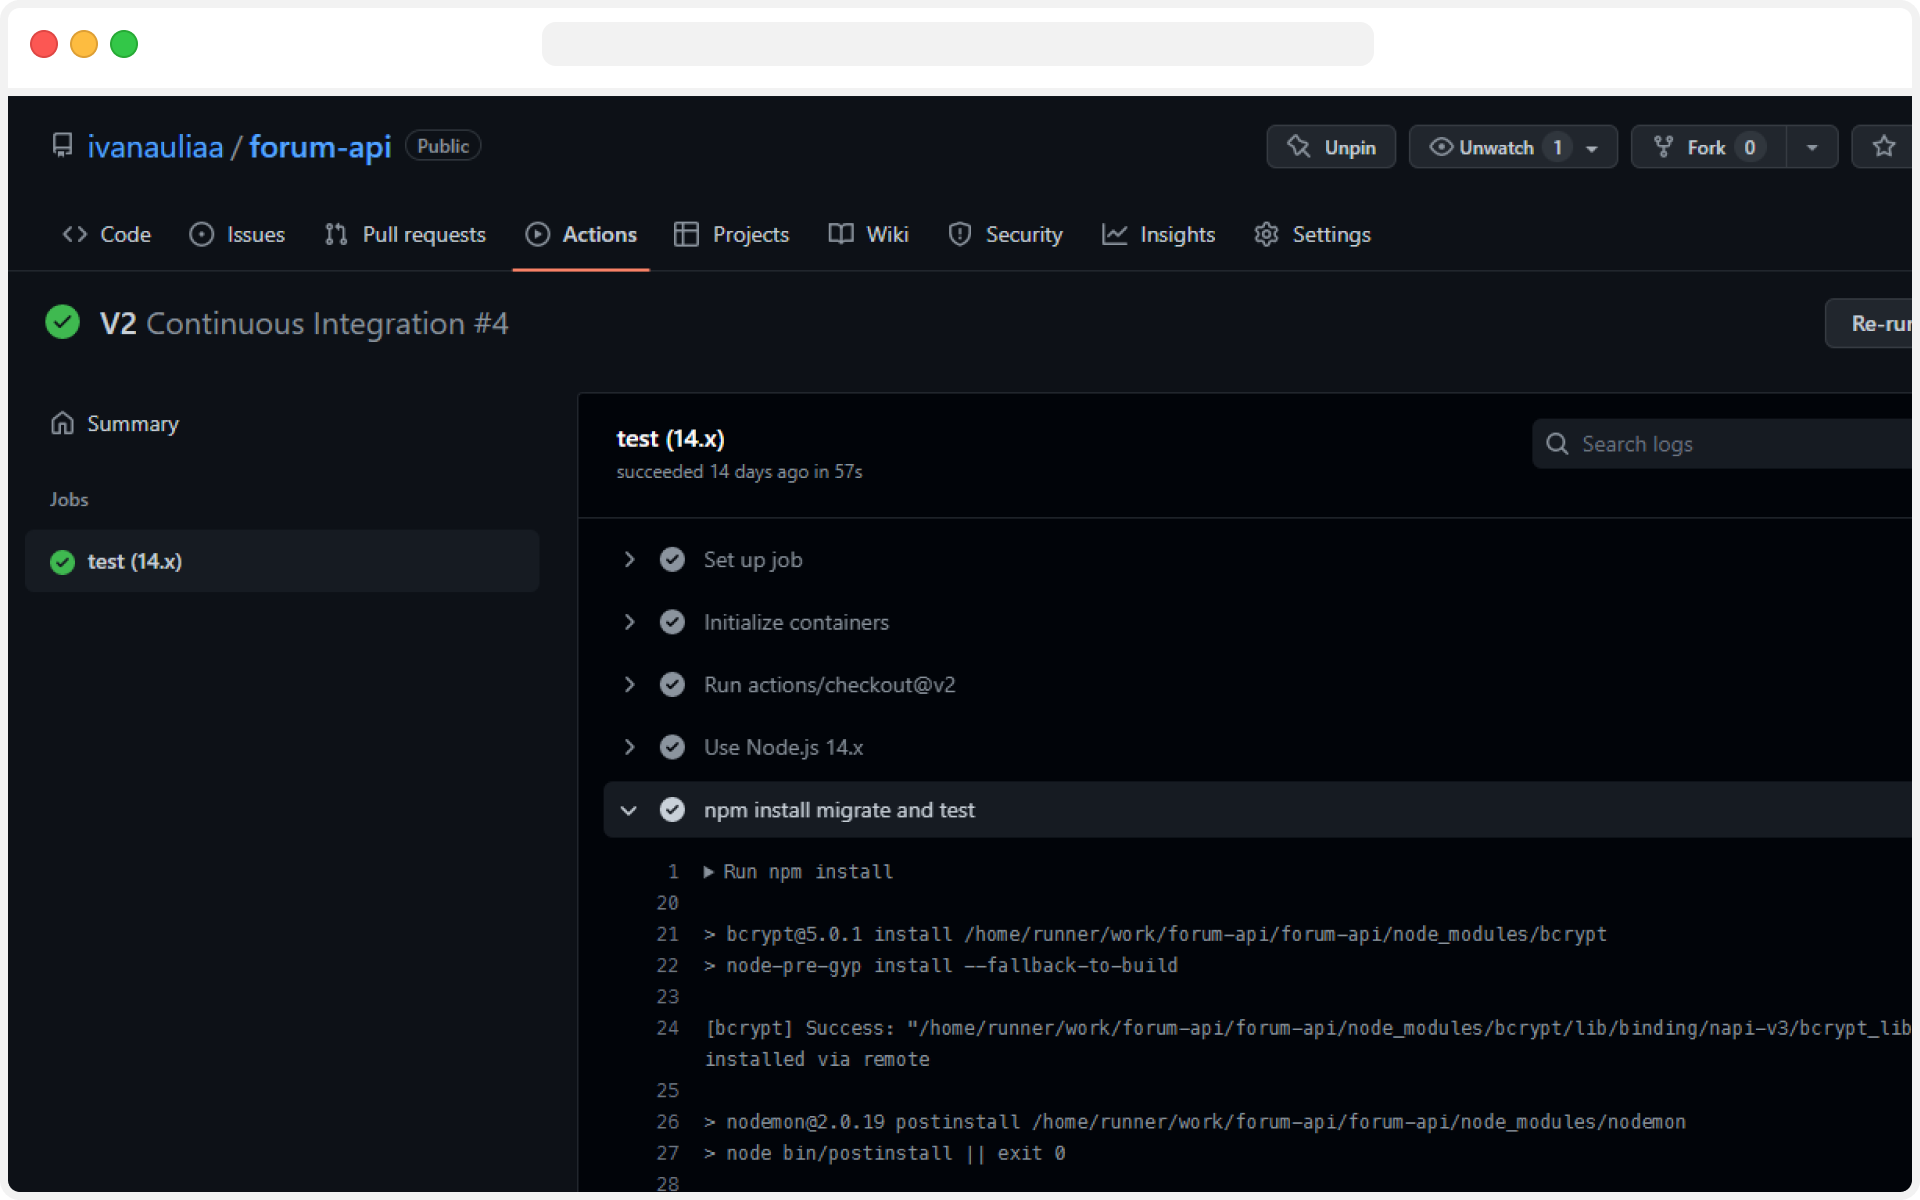 ivanauliaa / forum-api Public
Unpin Unwatch 1 Fork 0
Code Issues Pull requests Actions Projects Wiki Security Insights Settings
V2 Continuous Integration #4
Re-run
Summary
test (14.x)
succeeded 14 days ago in 57s
Search logs
Jobs
test (14.x)
Set up job
Initialize containers
Run actions/checkout@v2
Use Node.js 14.x
npm install migrate and test
1 Run npm install
20
21 > bcrypt@5.0.1 install /home/runner/work/forum-api/forum-api/node_modules/bcrypt
22 > node-pre-gyp install --fallback-to-build
23
24 [bcrypt] Success: "/home/runner/work/forum-api/forum-api/node_modules/bcrypt/lib/binding/napi-v3/bcrypt_lib
installed via remote
25
26 > nodemon@2.0.19 postinstall /home/runner/work/forum-api/forum-api/node_modules/nodemon
27 > node bin/postinstall || exit 0
28